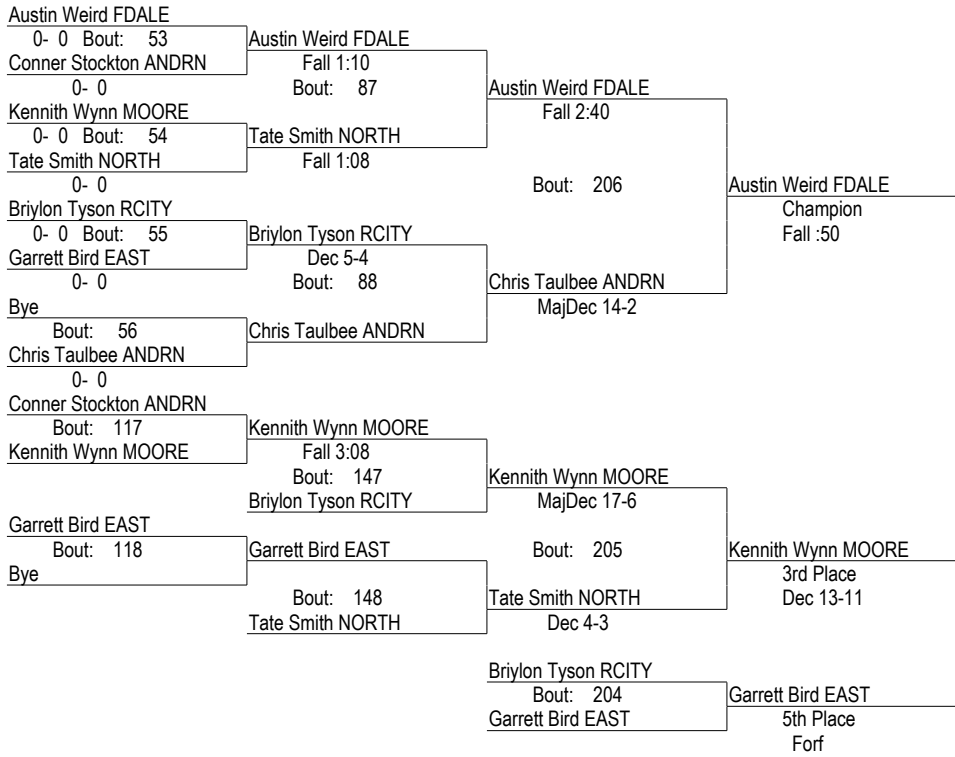 Austin Weird FDALE
0- 0 Bout: 53
Austin Weird FDALE
Conner Stockton ANDRN
Fall 1:10
0- 0
Bout: 87
Austin Weird FDALE
Kennith Wynn MOORE
Fall 2:40
0- 0 Bout: 54
Tate Smith NORTH
Tate Smith NORTH
Fall 1:08
0- 0
Bout: 206
Austin Weird FDALE
Briylon Tyson RCITY
Champion
0- 0 Bout: 55
Briylon Tyson RCITY
Fall :50
Garrett Bird EAST
Dec 5-4
0- 0
Bout: 88
Chris Taulbee ANDRN
Bye
MajDec 14-2
Bout: 56
Chris Taulbee ANDRN
Chris Taulbee ANDRN
0- 0
Conner Stockton ANDRN
Bout: 117
Kennith Wynn MOORE
Kennith Wynn MOORE
Fall 3:08
Bout: 147
Kennith Wynn MOORE
Briylon Tyson RCITY
MajDec 17-6
Garrett Bird EAST
Bout: 118
Garrett Bird EAST
Bout: 205
Kennith Wynn MOORE
Bye
3rd Place
Bout: 148
Tate Smith NORTH
Dec 13-11
Tate Smith NORTH
Dec 4-3
Briylon Tyson RCITY
Bout: 204
Garrett Bird EAST
Garrett Bird EAST
5th Place
Forf